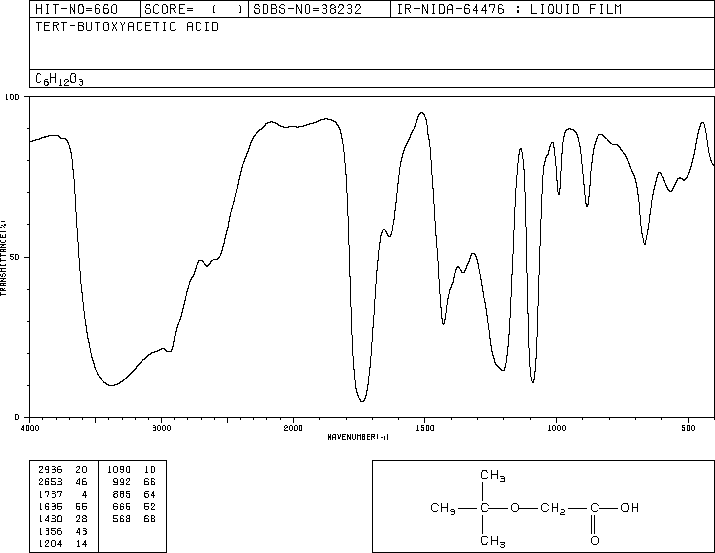 HIT-NO=660 SCORE= ( ) SDBS-NO=38232 IR-NIDA-64476 : LIQUID FILM
TERT-BUTOXYACETIC ACID
C6H12O3
100
50
0
TRANSMITTANCE(%)
4000 3000 2000 1500 1000 500
WAVENUMBER(-1)
2936 20 1090 10
2653 46 992 66
1737 4 885 64
1635 55 666 52
1430 28 568 68
1356 43
1204 14
CH3
CH3 C O CH2 C OH
CH3 O